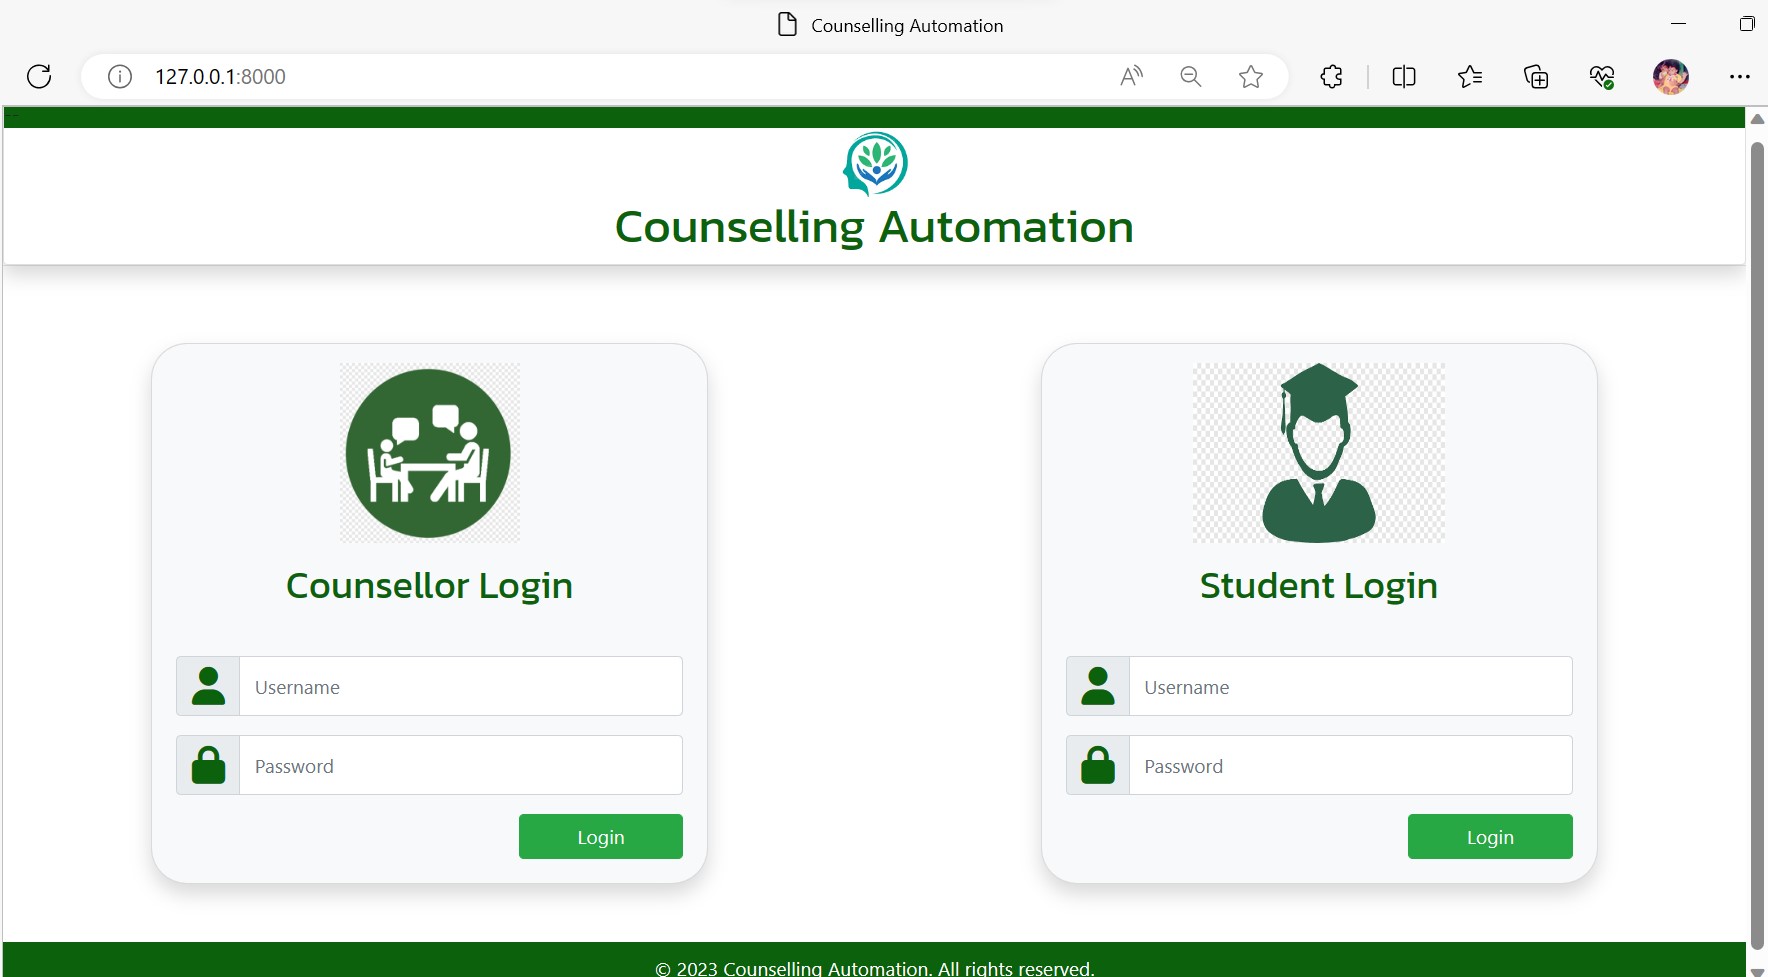 Counselling Automation
127.0.0.1:8000
Counselling Automation
Counsellor Login
Username
Password
Login
Student Login
Username
Password
Login
© 2023 Counselling Automation. All rights reserved.